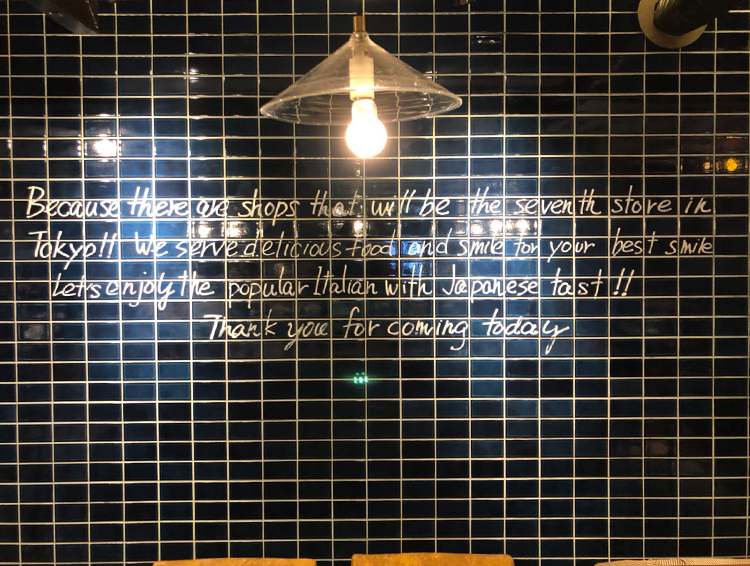 Because there are shops that will be the seventh store in
Tokyo!! We serve delicious food and smile for your best smile
Let's enjoy the popular Italian with Japanese tast !!
Thank you for coming today